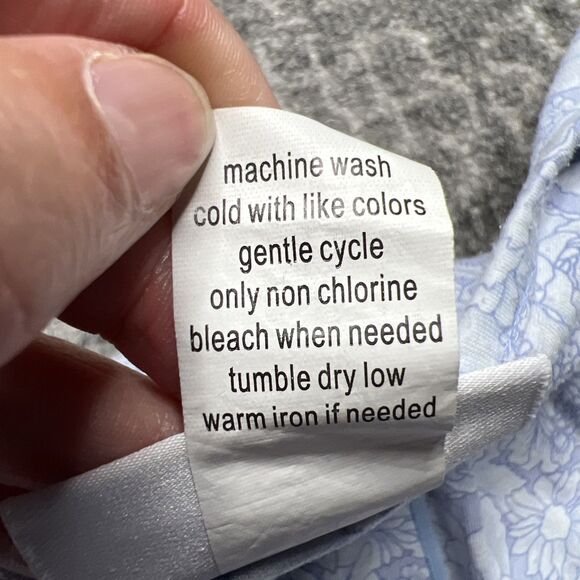 machine wash
cold with like colors
gentle cycle
only non chlorine
bleach when needed
tumble dry low
warm iron if needed